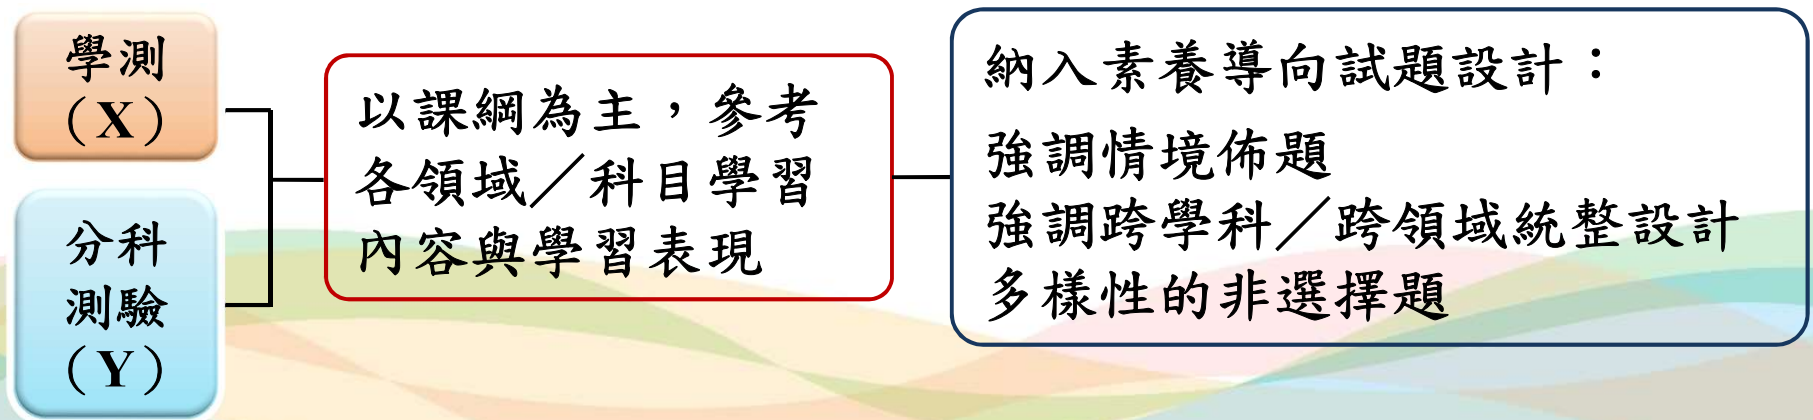 學測
（X）
分科
測驗
（Y）
以課綱為主，參考
各領域／科目學習
內容與學習表現
納入素養導向試題設計：
強調情境佈題
強調跨學科／跨領域統整設計
多樣性的非選擇題